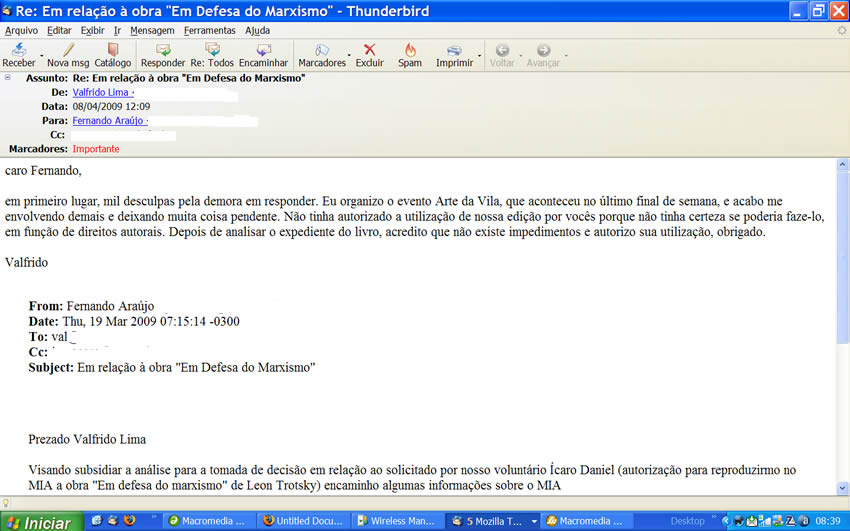 Re: Em relação à obra "Em Defesa do Marxismo" - Thunderbird
Arquivo Editar Exibir Ir Mensagem Ferramentas Ajuda
Receber Nova msg Catálogo Responder Re: Todos Encaminhar Marcadores Excluir Spam Imprimir Voltar Avançar
Assunto: Re: Em relação à obra "Em Defesa do Marxismo"
De: Valfrido Lima
Data: 08/04/2009 12:09
Para: Fernando Araújo
Cc:
Marcadores: Importante
caro Fernando,
em primeiro lugar, mil desculpas pela demora em responder. Eu organizo o evento Arte da Vila, que aconteceu no último final de semana, e acabo me
envolvendo demais e deixando muita coisa pendente. Não tinha autorizado a utilização de nossa edição por vocês porque não tinha certeza se poderia faze-lo,
em função de direitos autorais. Depois de analisar o expediente do livro, acredito que não existe impedimentos e autorizo sua utilização, obrigado.
Valfrido
From: Fernando Araújo
Date: Thu, 19 Mar 2009 07:15:14 -0300
To: val
Cc:
Subject: Em relação à obra "Em Defesa do Marxismo"
Prezado Valfrido Lima
Visando subsidiar a análise para a tomada de decisão em relação ao solicitado por nosso voluntário Ícaro Daniel (autorização para reproduzirmo no
MIA a obra "Em defesa do marxismo" de Leon Trotsky) encaminho algumas informações sobre o MIA
Iniciar Macromedia ... Untitled Docu... Wireless Man... 5 Mozilla T... Macromedia ... Desktop 08:39